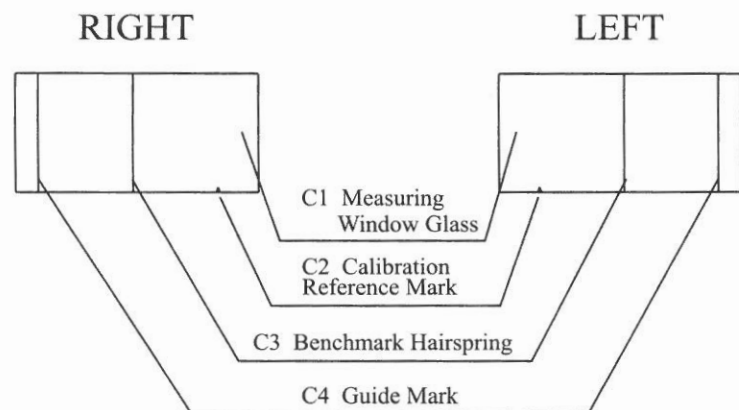 RIGHT
LEFT
C1 Measuring
Window Glass
C2 Calibration
Reference Mark
C3 Benchmark Hairspring
C4 Guide Mark